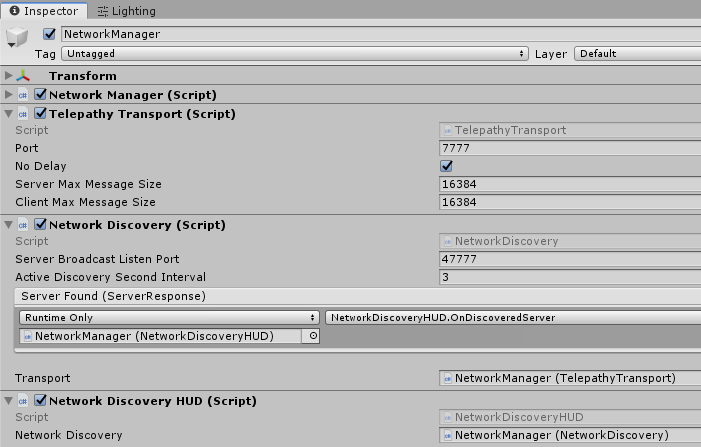 Inspector Lighting
NetworkManager
Tag Untagged Layer Default
Transform
Network Manager (Script)
Telepathy Transport (Script)
Script TelepathyTransport
Port 7777
No Delay
Server Max Message Size 16384
Client Max Message Size 16384
Network Discovery (Script)
Script NetworkDiscovery
Server Broadcast Listen Port 47777
Active Discovery Second Interval 3
Server Found (ServerResponse)
Runtime Only NetworkDiscoveryHUD.OnDiscoveredServer
NetworkManager (NetworkDiscoveryHUD)
Transport NetworkManager (TelepathyTransport)
Network Discovery HUD (Script)
Script NetworkDiscoveryHUD
Network Discovery NetworkManager (NetworkDiscovery)